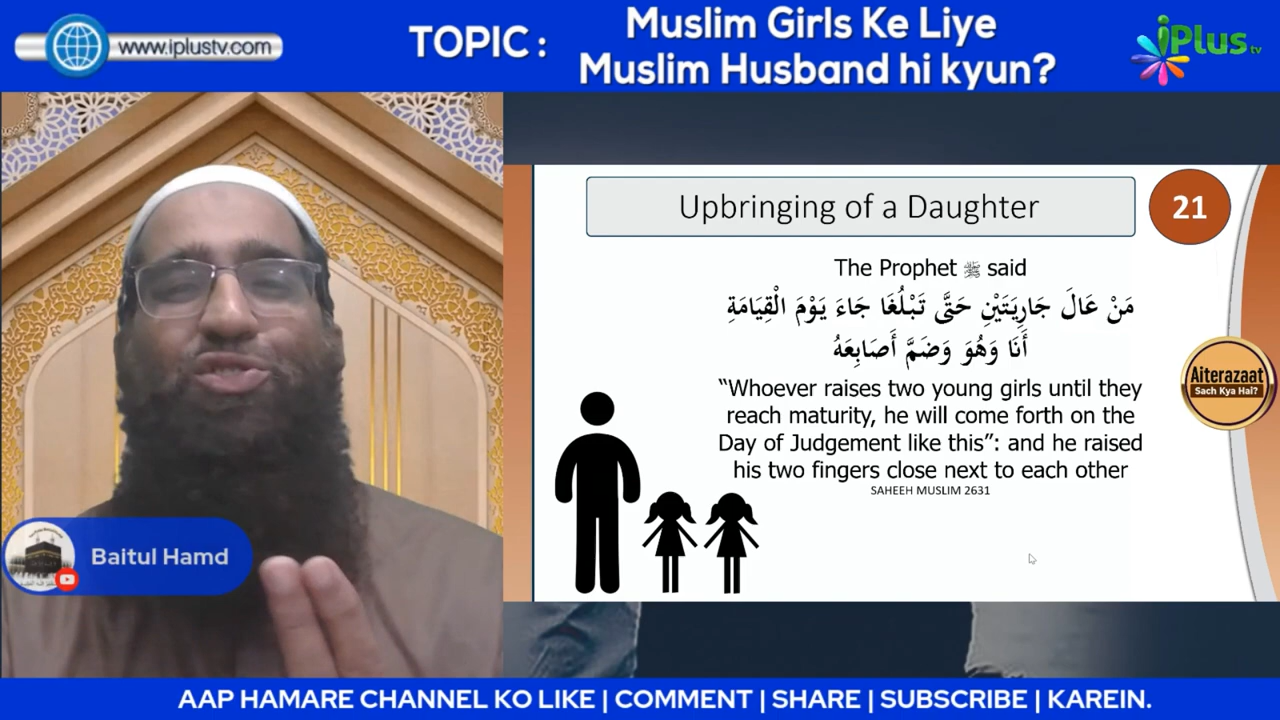 www.iplustv.com
TOPIC :
Muslim Girls Ke Liye
Muslim Husband hi kyun?
iPlus tv
Upbringing of a Daughter
21
The Prophet ﷺ said
مَنْ عَالَ جَارِيَتَيْنِ حَتَّى تَبْلُغَا جَاءَ يَوْمَ الْقِيَامَةِ
أَنَا وَهُوَ وَضَمَّ أَصَابِعَهُ
“Whoever raises two young girls until they
reach maturity, he will come forth on the
Day of Judgement like this”: and he raised
his two fingers close next to each other
SAHEEH MUSLIM 2631
Aiterazaat
Sach Kya Hai?
Baitul Hamd
AAP HAMARE CHANNEL KO LIKE | COMMENT | SHARE | SUBSCRIBE | KAREIN.